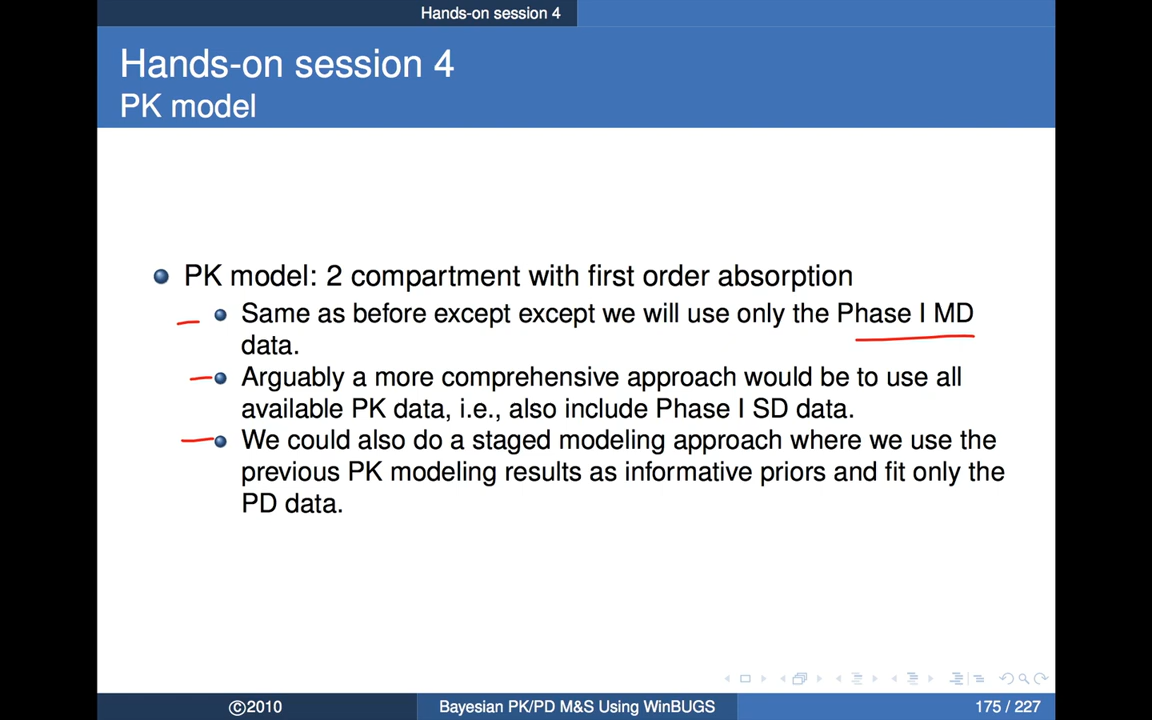 Hands-on session 4
Hands-on session 4
PK model
PK model: 2 compartment with first order absorption
Same as before except except we will use only the Phase I MD
data.
Arguably a more comprehensive approach would be to use all
available PK data, i.e., also include Phase I SD data.
We could also do a staged modeling approach where we use the
previous PK modeling results as informative priors and fit only the
PD data.
©2010
Bayesian PK/PD M&S Using WinBUGS
175 / 227